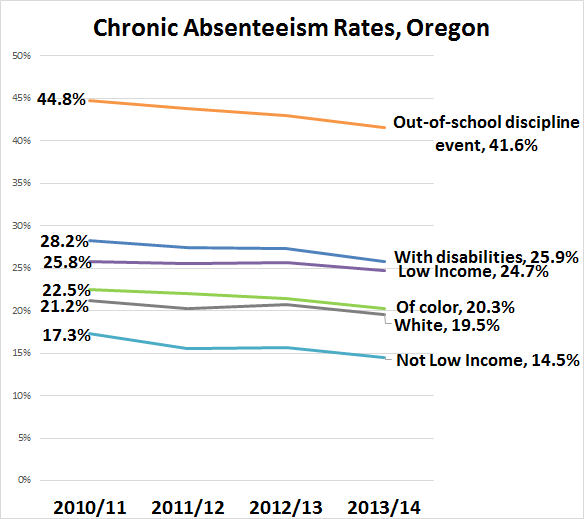 Chronic Absenteeism Rates, Oregon
50%
45%
40%
35%
30%
25%
20%
15%
10%
5%
0%
44.8%
28.2%
25.8%
22.5%
21.2%
17.3%
Out-of-school discipline
event, 41.6%
With disabilities, 25.9%
Low Income, 24.7%
Of color, 20.3%
White, 19.5%
Not Low Income, 14.5%
2010/11 2011/12 2012/13 2013/14